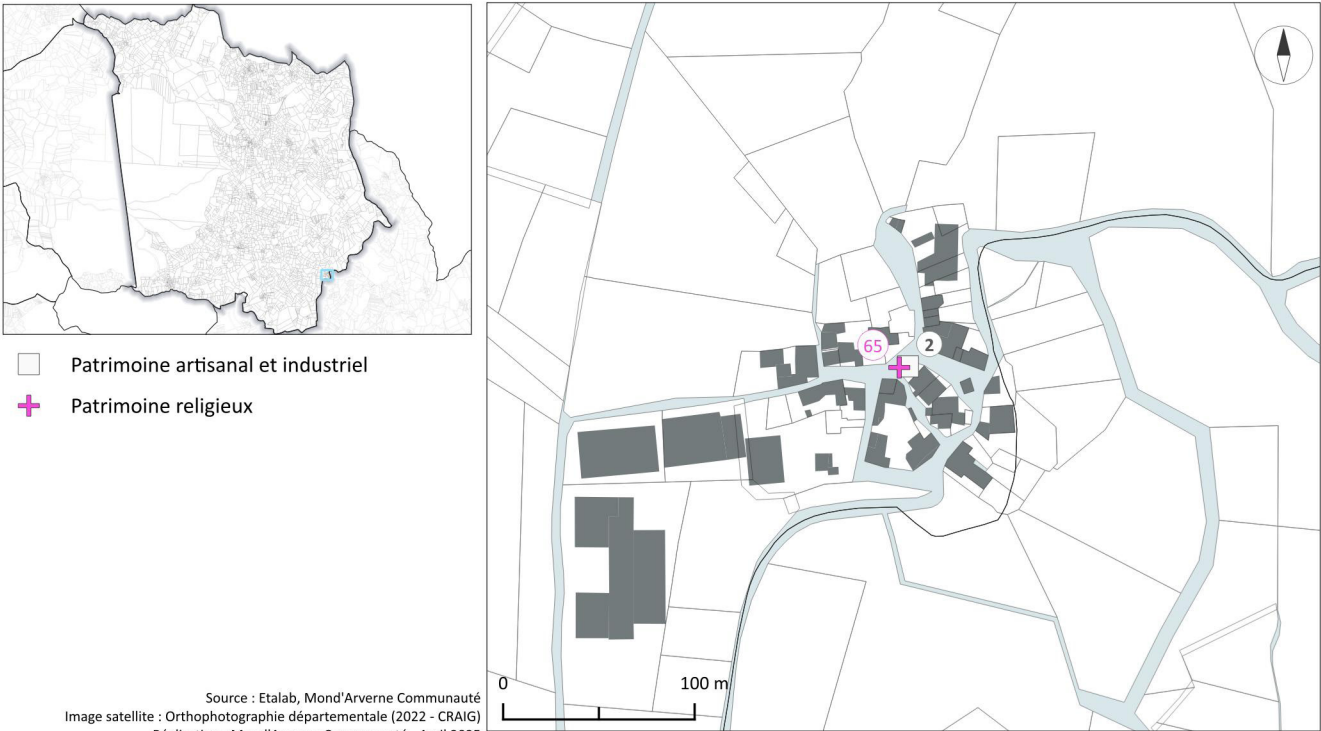 Patrimoine artisanal et industriel
Patrimoine religieux
Source : Etalab, Mond'Arverne Communauté
Image satellite : Orthophotographie départementale (2022 - CRAIG)
65
2
0
100 m